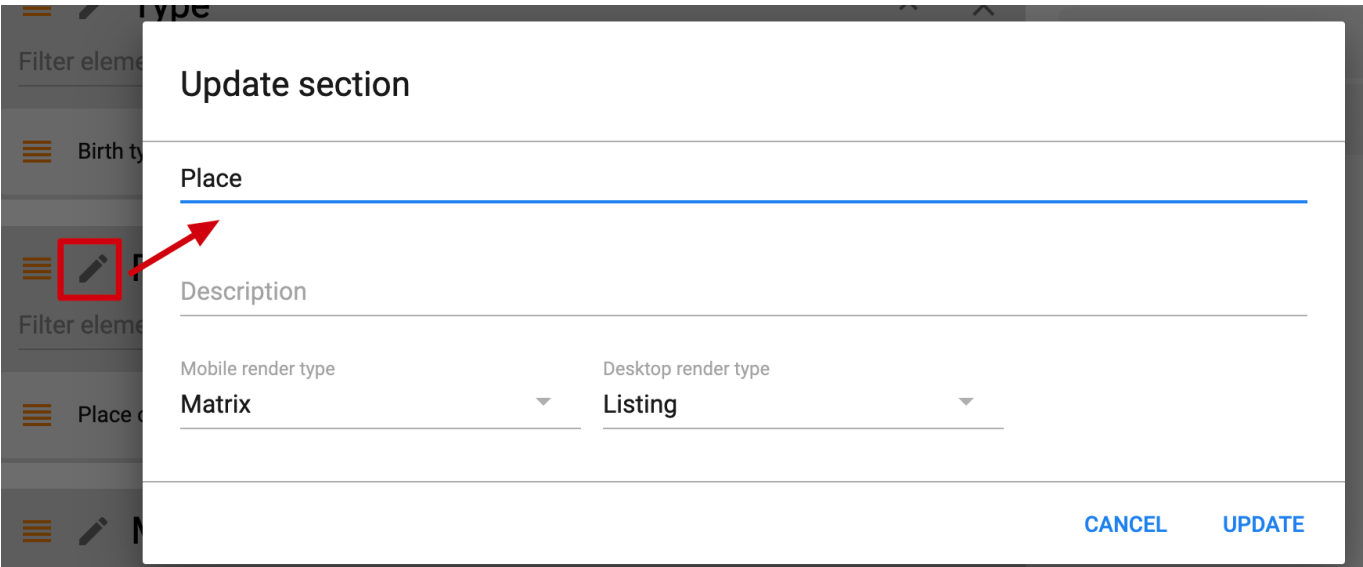 Type
Filter eleme
Update section
Birth ty
Place
Description
Filter eleme
Mobile render type
Desktop render type
Matrix
Listing
Place
CANCEL
UPDATE